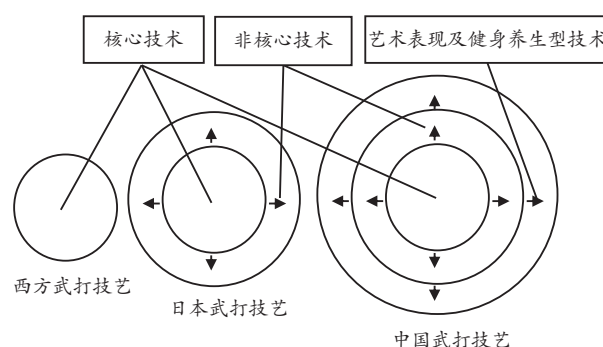 核心技术
非核心技术
艺术表现及健身养生型技术
西方武打技艺
日本武打技艺
中国武打技艺